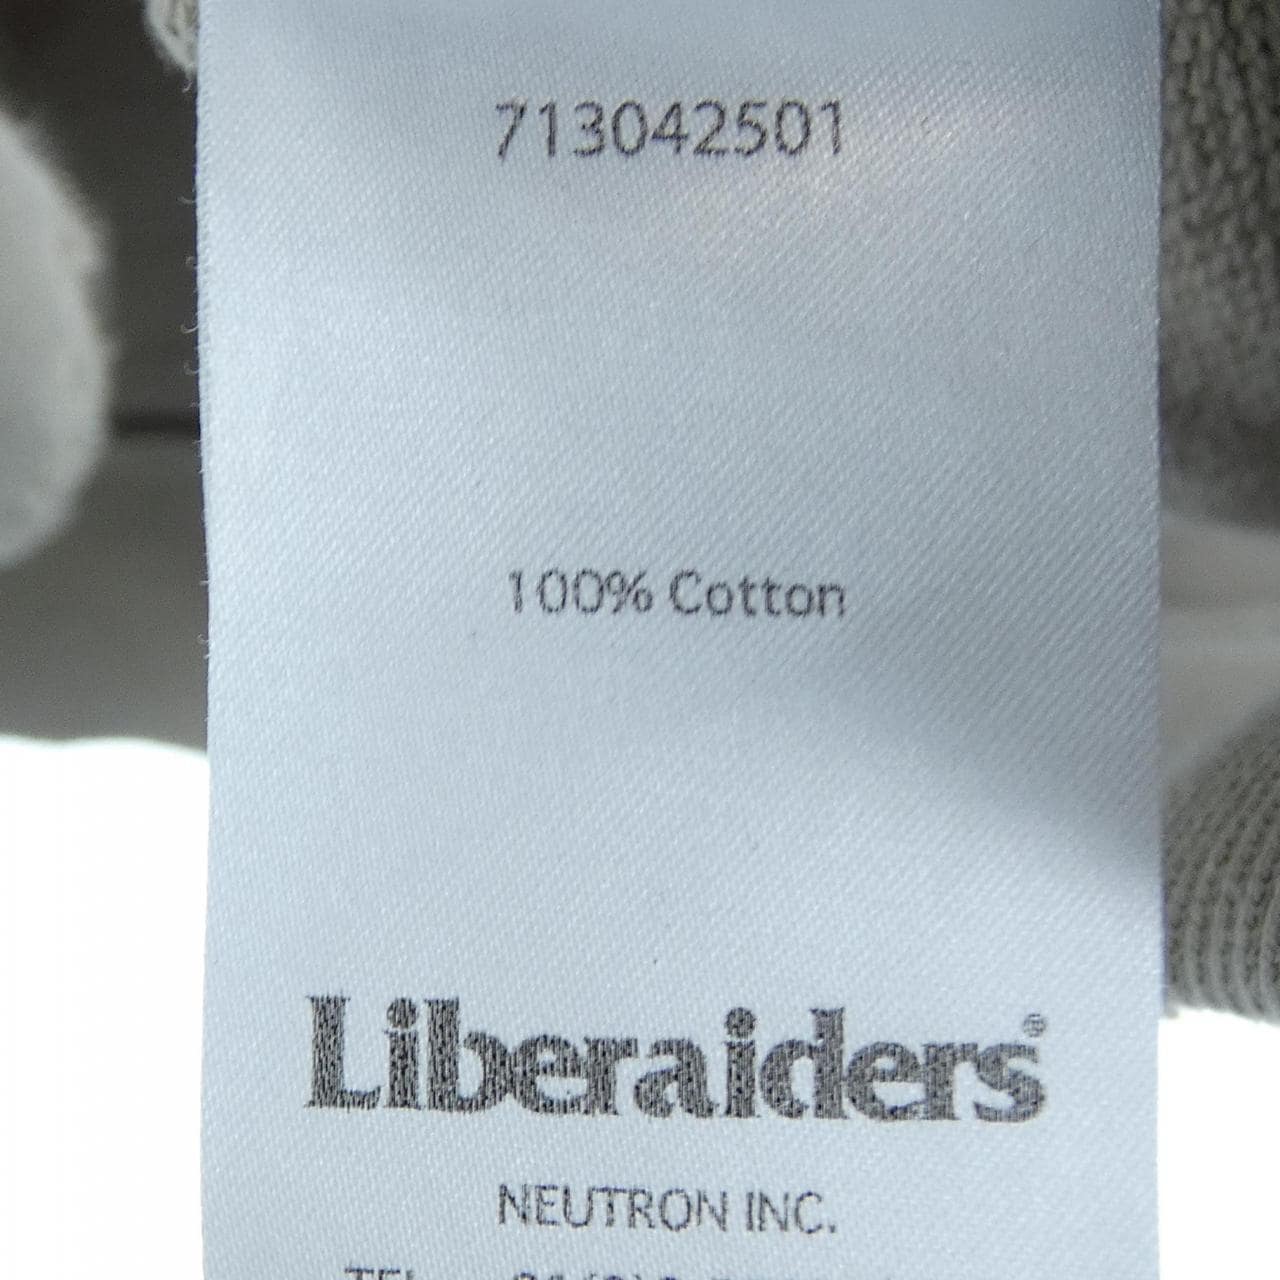 713042501
100% Cotton
Liberaiders®
NEUTRON INC.